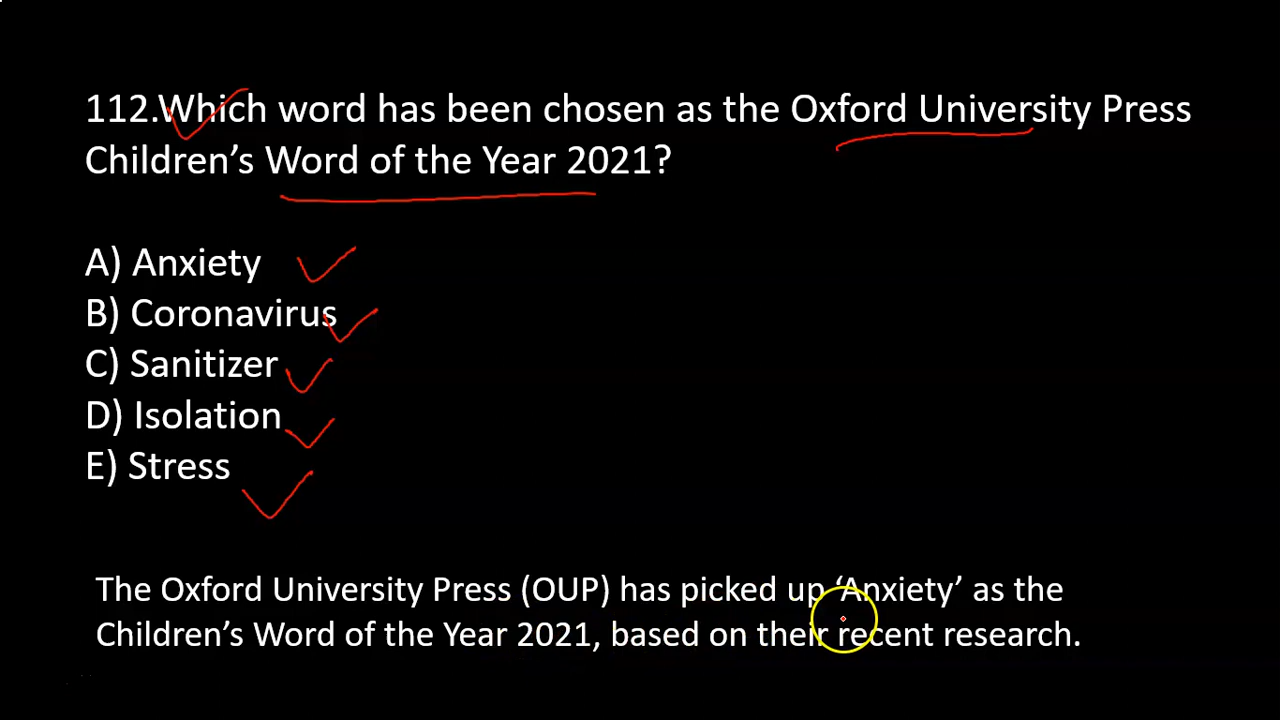 112.Which word has been chosen as the Oxford University Press
Children's Word of the Year 2021?
A) Anxiety
B) Coronavirus
C) Sanitizer
D) Isolation
E) Stress
The Oxford University Press (OUP) has picked up ‘Anxiety’ as the
Children's Word of the Year 2021, based on their recent research.